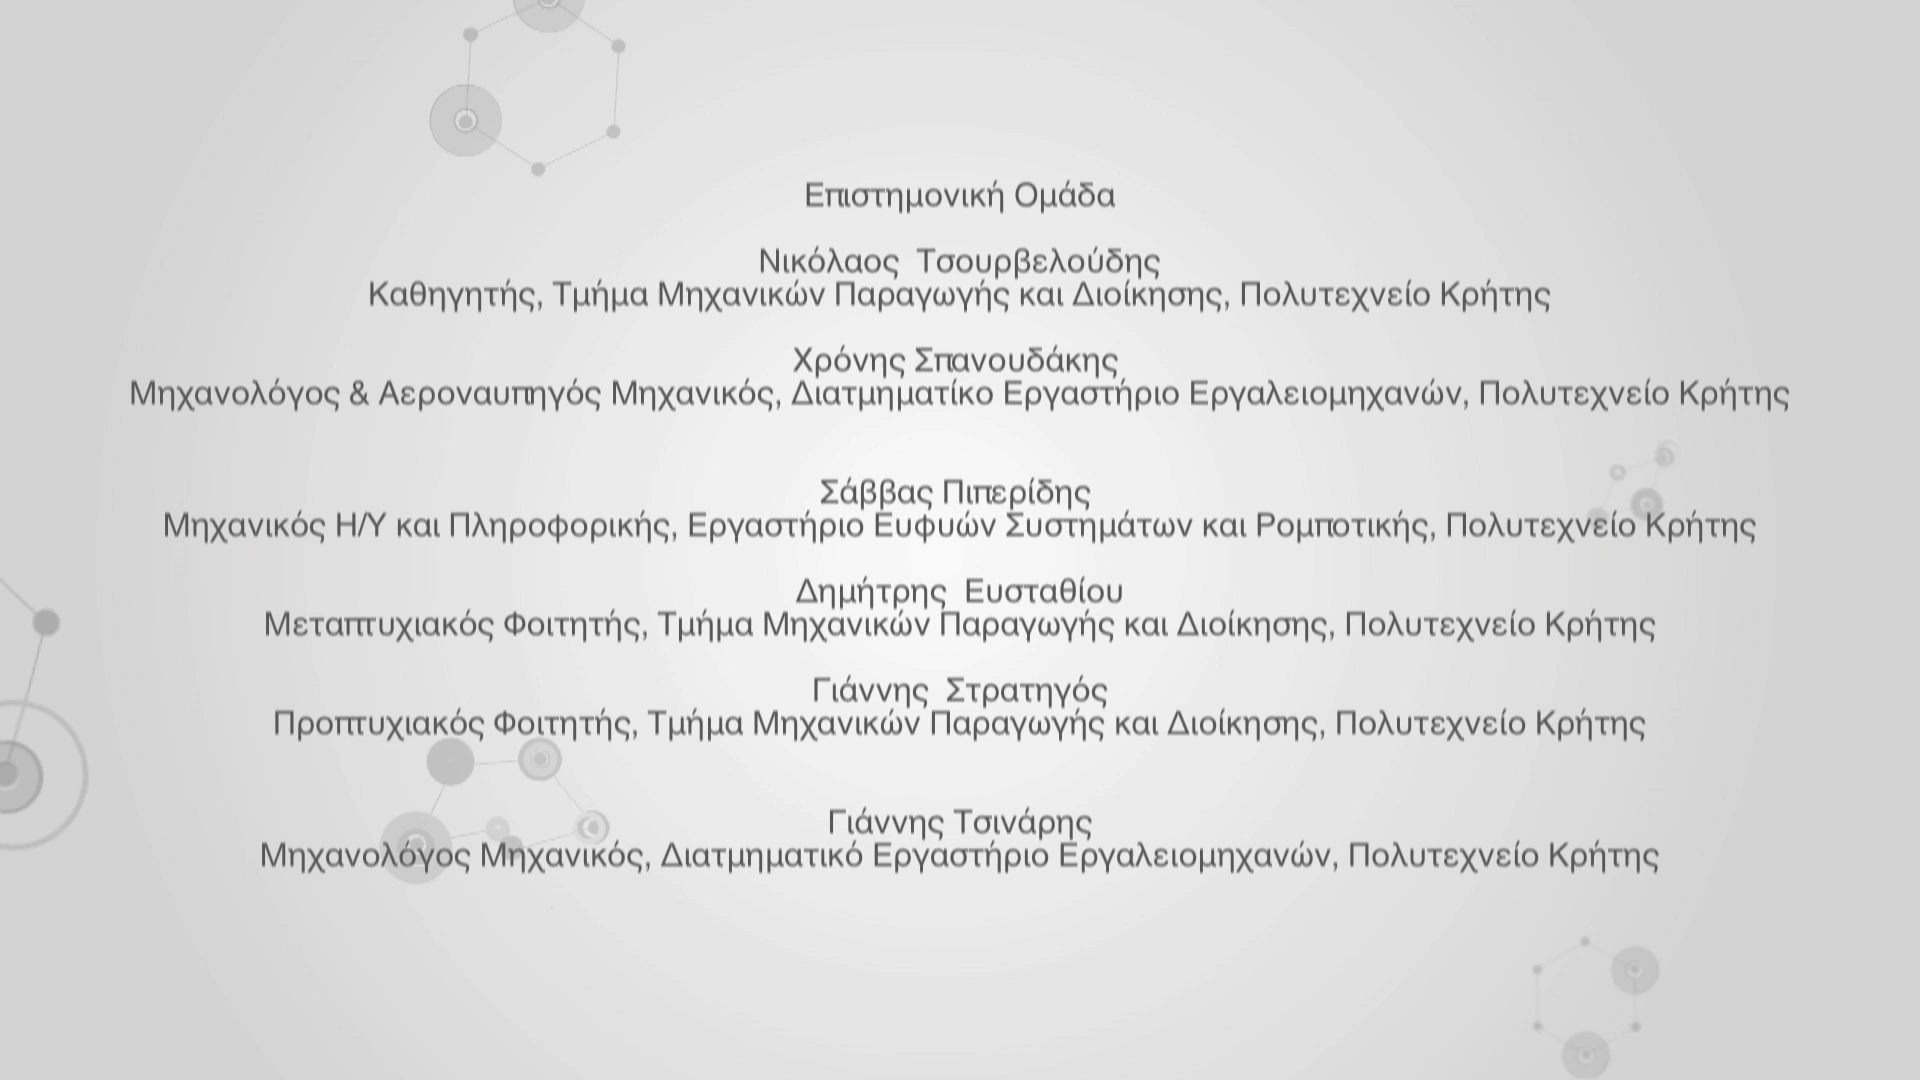 Επιστημονική Ομάδα
Νικόλαος Τσουρβελούδης
Καθηγητής, Τμήμα Μηχανικών Παραγωγής και Διοίκησης, Πολυτεχνείο Κρήτης
Χρόνης Σπανουδάκης
Μηχανολόγος & Αεροναυπηγός Μηχανικός, Διατμηματίκο Εργαστήριο Εργαλειομηχανών, Πολυτεχνείο Κρήτης
Σάββας Πιπερίδης
Μηχανικός Η/Υ και Πληροφορικής, Εργαστήριο Ευφυών Συστημάτων και Ρομποτικής, Πολυτεχνείο Κρήτης
Δημήτρης Ευσταθίου
Μεταπτυχιακός Φοιτητής, Τμήμα Μηχανικών Παραγωγής και Διοίκησης, Πολυτεχνείο Κρήτης
Γιάννης Στρατηγός
Προπτυχιακός Φοιτητής, Τμήμα Μηχανικών Παραγωγής και Διοίκησης, Πολυτεχνείο Κρήτης
Γιάννης Τσινάρης
Μηχανολόγος Μηχανικός, Διατμηματικό Εργαστήριο Εργαλειομηχανών, Πολυτεχνείο Κρήτης